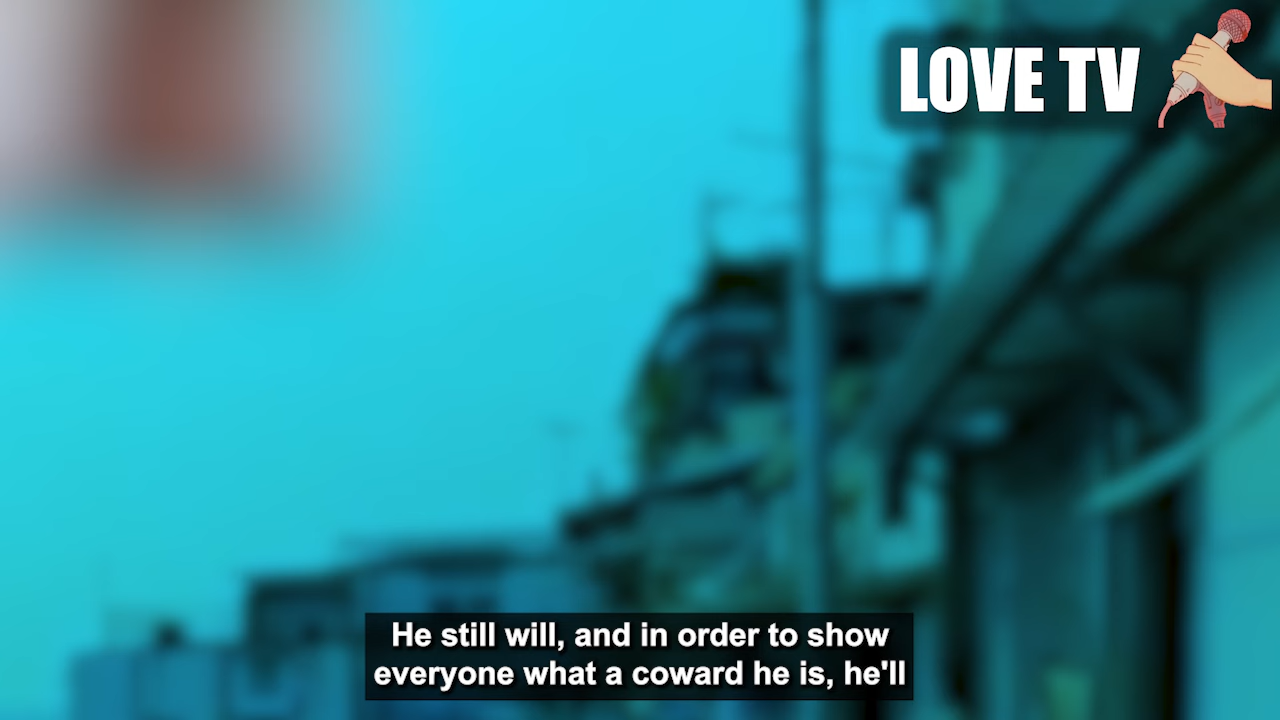 LOVE TV
He still will, and in order to show
everyone what a coward he is, he'll